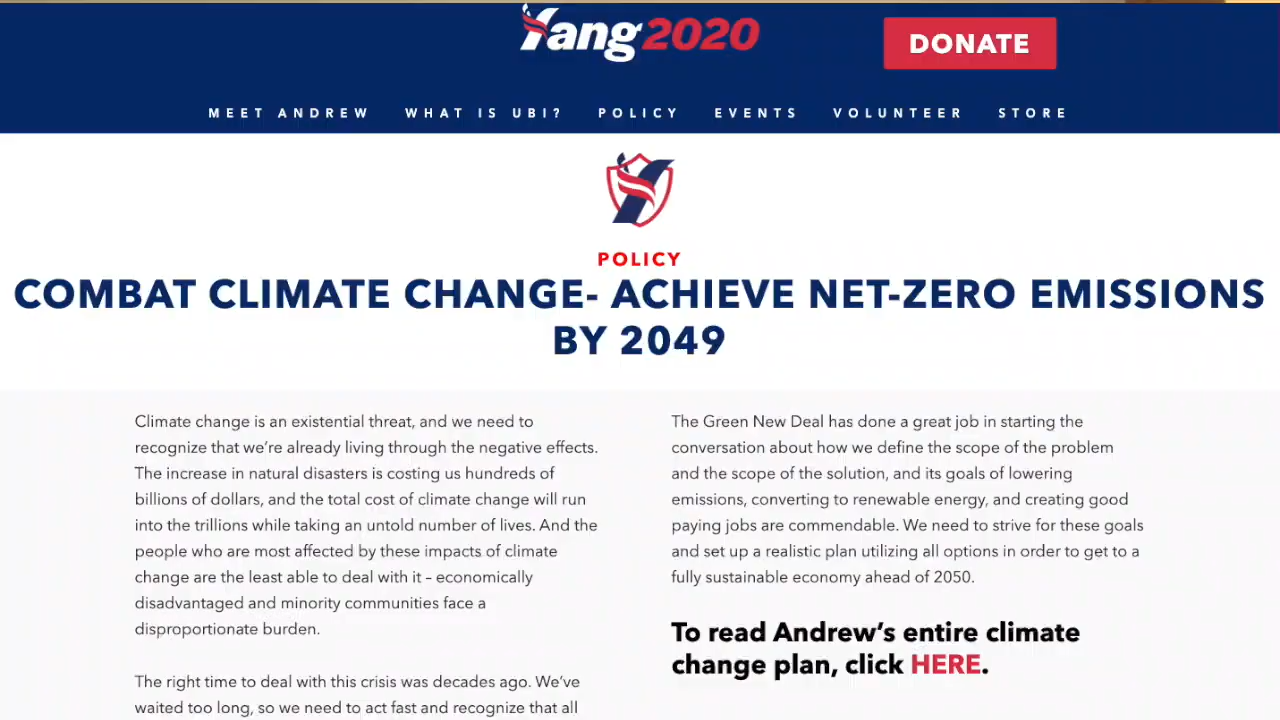 Yang2020
DONATE
MEET ANDREW WHAT IS UBI? POLICY EVENTS VOLUNTEER STORE
POLICY
COMBAT CLIMATE CHANGE- ACHIEVE NET-ZERO EMISSIONS
BY 2049
Climate change is an existential threat, and we need to
recognize that we’re already living through the negative effects.
The increase in natural disasters is costing us hundreds of
billions of dollars, and the total cost of climate change will run
into the trillions while taking an untold number of lives. And the
people who are most affected by these impacts of climate
change are the least able to deal with it – economically
disadvantaged and minority communities face a
disproportionate burden.
The right time to deal with this crisis was decades ago. We’ve
waited too long, so we need to act fast and recognize that all
The Green New Deal has done a great job in starting the
conversation about how we define the scope of the problem
and the scope of the solution, and its goals of lowering
emissions, converting to renewable energy, and creating good
paying jobs are commendable. We need to strive for these goals
and set up a realistic plan utilizing all options in order to get to a
fully sustainable economy ahead of 2050.
To read Andrew’s entire climate
change plan, click HERE.